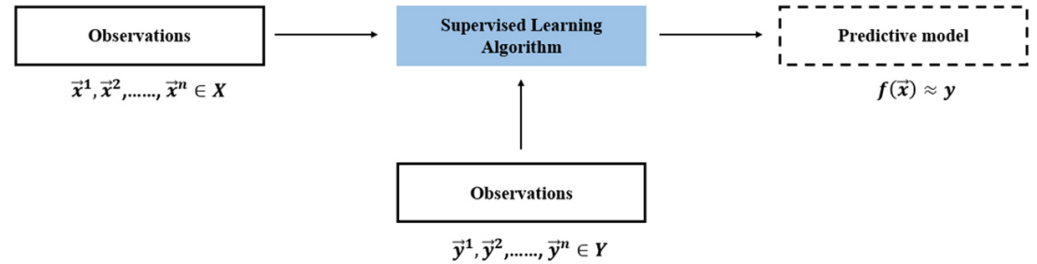 Observations
Supervised Learning
Algorithm
Predictive model
x⃗¹, x⃗²,……, x⃗ⁿ ∈ X
f(x⃗) ≈ y
Observations
y⃗¹, y⃗²,……, y⃗ⁿ ∈ Y